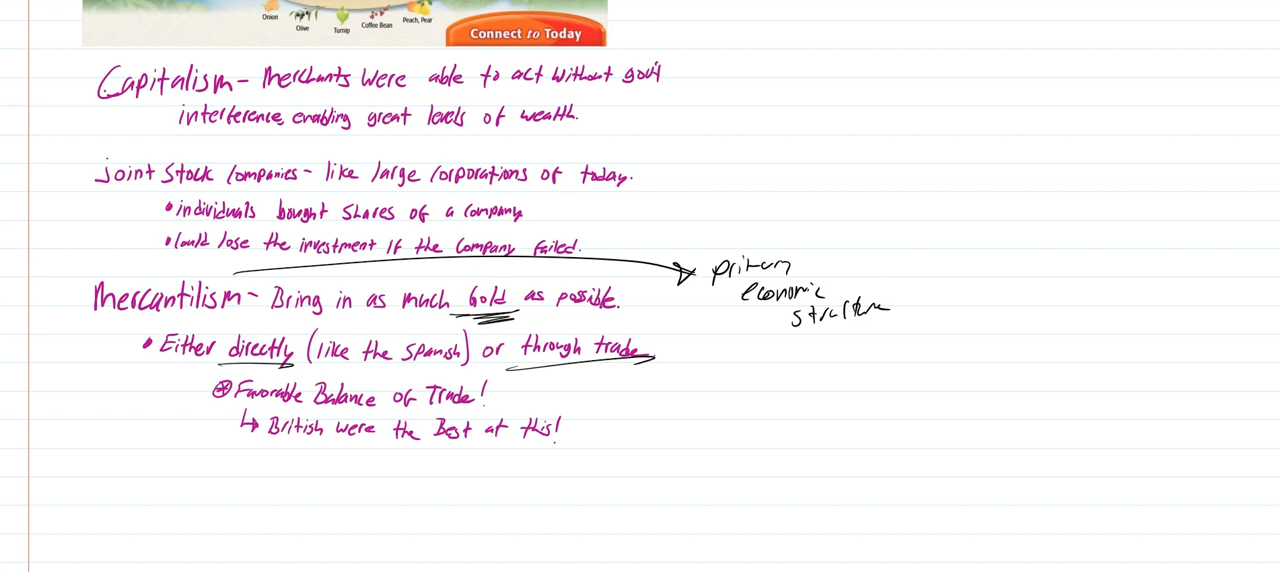 Onion
Olive
Turnip
Coffee Bean
Peach, Pear
Connect to Today
Capitalism - Merchants were able to act without gov't
interference, enabling great levels of wealth.
joint stock companies - like large corporations of today.
• individuals bought shares of a company
• Could lose the investment if the company failed.
primary
economic
structure
Mercantilism - Bring in as much Gold as possible.
• Either directly (like the Spanish) or through trade
⊛ Favorable Balance of Trade!
↳ British were the Best at this!